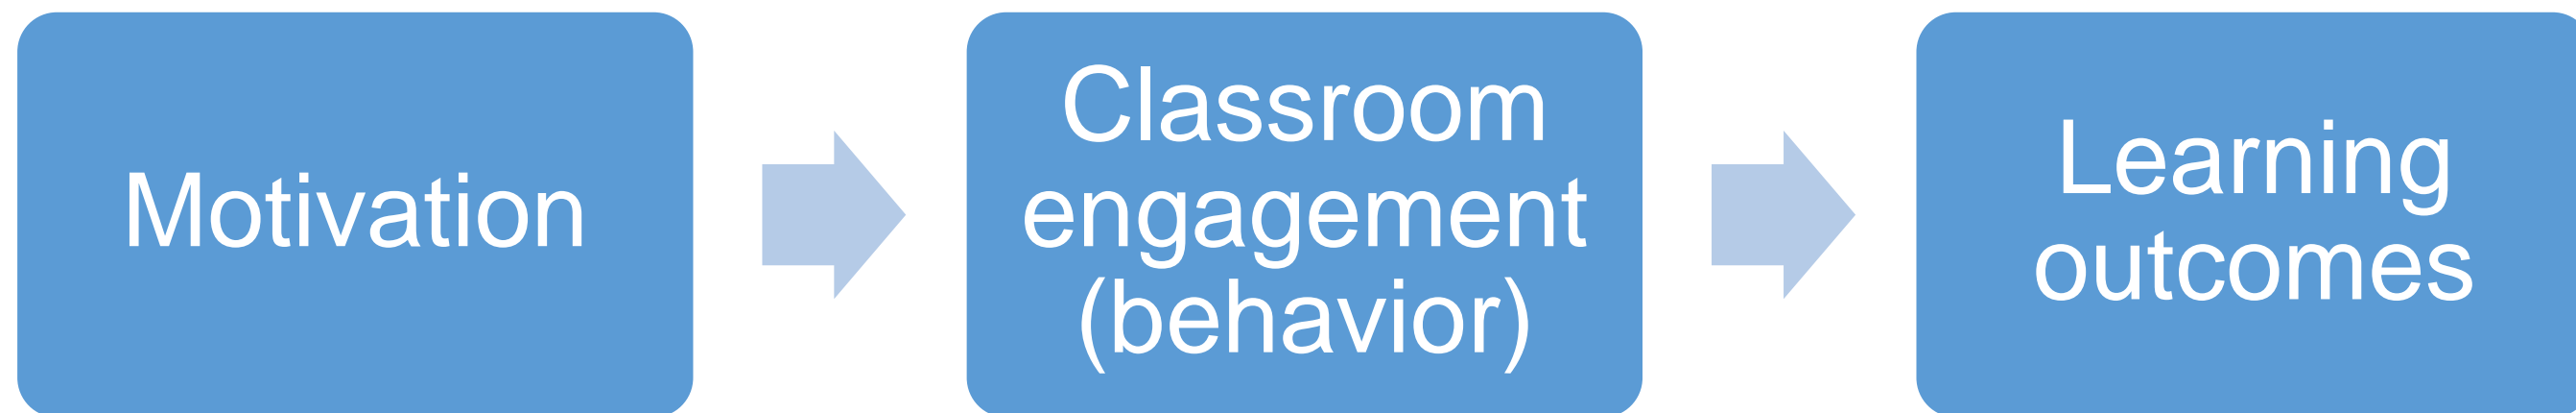 Motivation
Classroom
engagement
(behavior)
Learning
outcomes